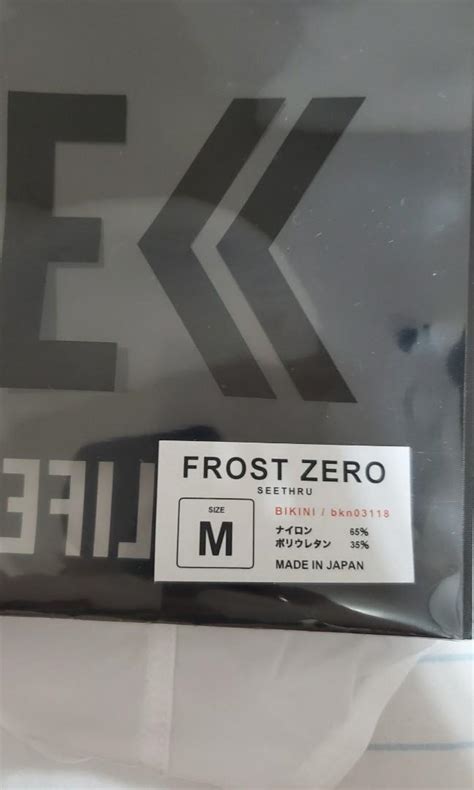 E
FROST ZERO
SEETHRU
SIZE
M
BIKINI / bkn03118
ナイロン 65%
ポリウレタン 35%
MADE IN JAPAN
LIFE